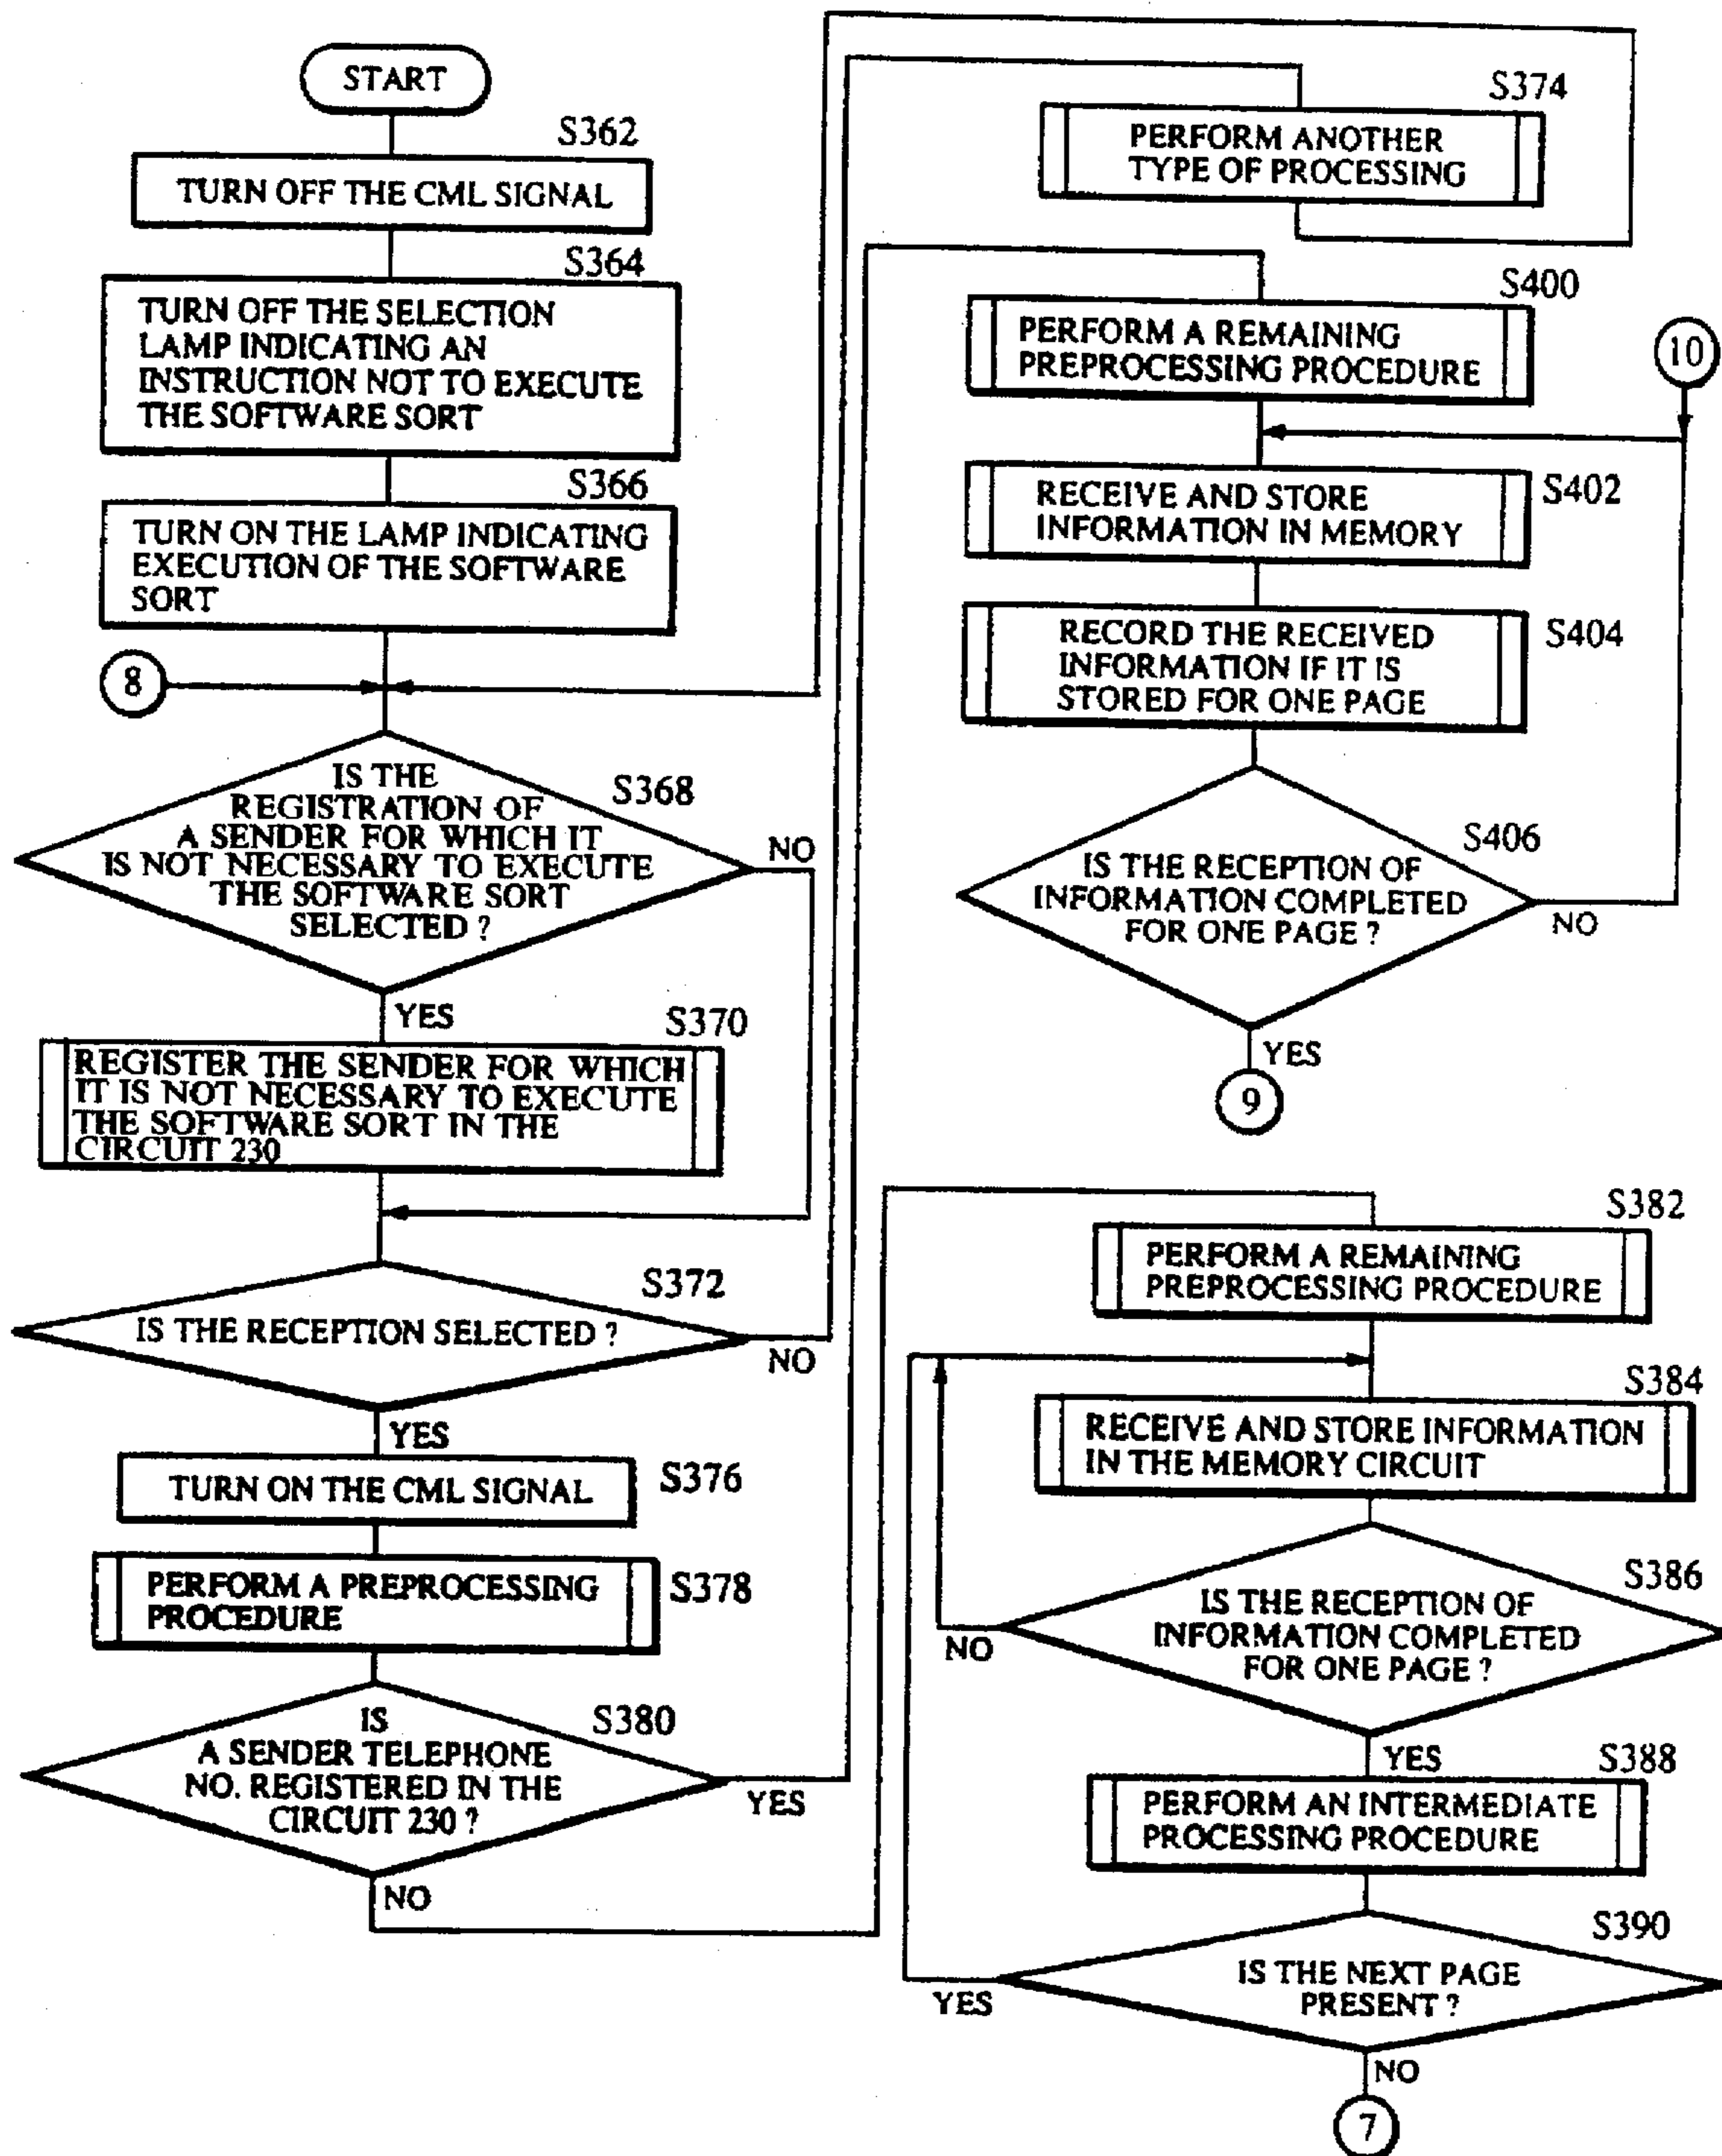 START
S362
TURN OFF THE CML SIGNAL
S364
TURN OFF THE SELECTION
LAMP INDICATING AN
INSTRUCTION NOT TO EXECUTE
THE SOFTWARE SORT
S366
TURN ON THE LAMP INDICATING
EXECUTION OF THE SOFTWARE
SORT
8
IS THE
REGISTRATION OF
A SENDER FOR WHICH IT
IS NOT NECESSARY TO EXECUTE
THE SOFTWARE SORT
SELECTED ?
S368
NO
YES
S370
REGISTER THE SENDER FOR WHICH
IT IS NOT NECESSARY TO EXECUTE
THE SOFTWARE SORT IN THE
CIRCUIT 230
S372
IS THE RECEPTION SELECTED ?
NO
YES
TURN ON THE CML SIGNAL
S376
PERFORM A PREPROCESSING
PROCEDURE
S378
IS
A SENDER TELEPHONE
NO. REGISTERED IN THE
CIRCUIT 230 ?
S380
YES
NO
S374
PERFORM ANOTHER
TYPE OF PROCESSING
S400
PERFORM A REMAINING
PREPROCESSING PROCEDURE
10
RECEIVE AND STORE
INFORMATION IN MEMORY
S402
RECORD THE RECEIVED
INFORMATION IF IT IS
STORED FOR ONE PAGE
S404
S406
IS THE RECEPTION OF
INFORMATION COMPLETED
FOR ONE PAGE ?
NO
YES
9
S382
PERFORM A REMAINING
PREPROCESSING PROCEDURE
S384
RECEIVE AND STORE INFORMATION
IN THE MEMORY CIRCUIT
S386
IS THE RECEPTION OF
INFORMATION COMPLETED
FOR ONE PAGE ?
NO
YES
S388
PERFORM AN INTERMEDIATE
PROCESSING PROCEDURE
S390
IS THE NEXT PAGE
PRESENT ?
YES
NO
7